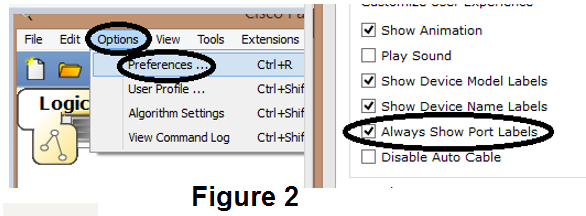 Cisco Pa
File Edit Options View Tools Extensions
Preferences ... Ctrl+R
User Profile ... Ctrl+Shif
Algorithm Settings Ctrl+Shif
View Command Log Ctrl+Shif
Logic
Customize User Experience
Show Animation
Play Sound
Show Device Model Labels
Show Device Name Labels
Always Show Port Labels
Disable Auto Cable
Figure 2